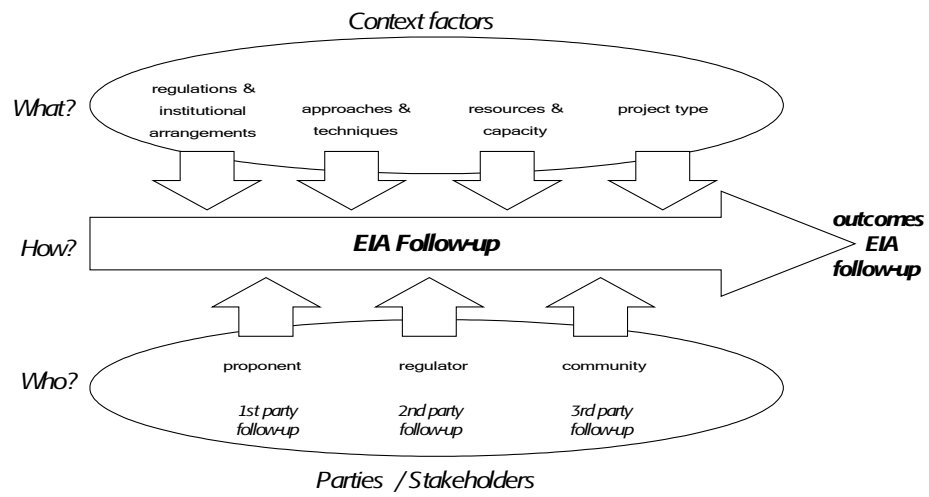 Context factors
What?
regulations &
institutional
arrangements
approaches &
techniques
resources &
capacity
project type
How?
EIA Follow-up
outcomes
EIA
follow-up
Who?
proponent
1st party
follow-up
regulator
2nd party
follow-up
community
3rd party
follow-up
Parties / Stakeholders